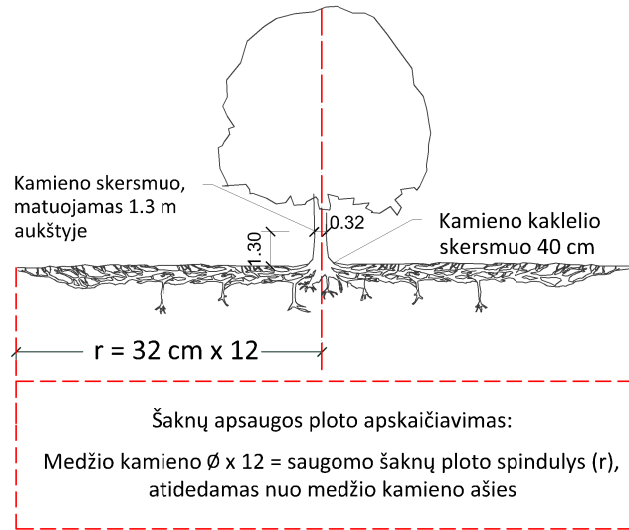 Kamieno skersmuo,
matuojamas 1.3 m
aukštyje
0.32
1.30
Kamieno kaklelio
skersmuo 40 cm
r = 32 cm x 12
Šaknų apsaugos ploto apskaičiavimas:
Medžio kamieno Ø x 12 = saugomo šaknų ploto spindulys (r),
atidedamas nuo medžio kamieno ašies